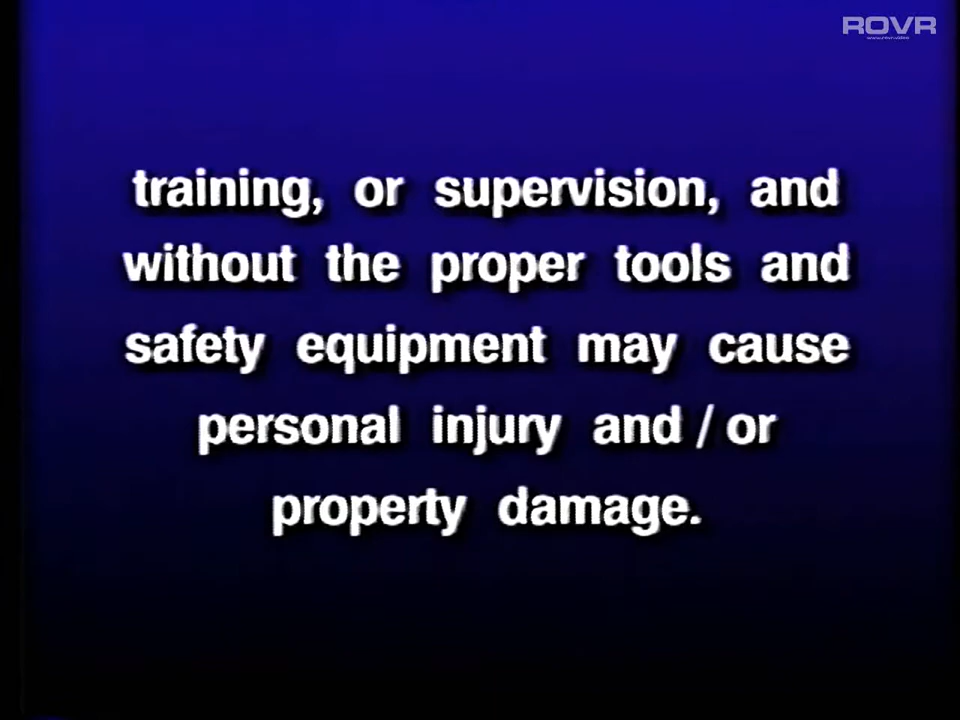 ROVR
training, or supervision, and
without the proper tools and
safety equipment may cause
personal injury and / or
property damage.